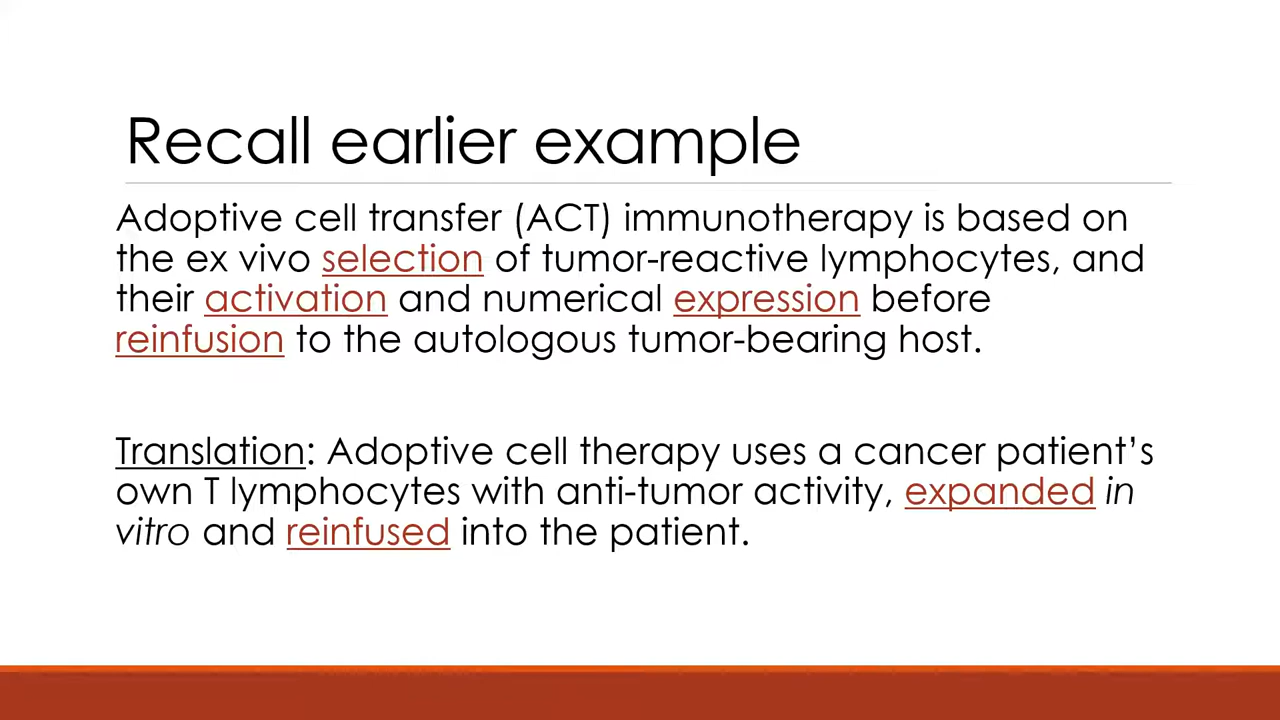 Recall earlier example
Adoptive cell transfer (ACT) immunotherapy is based on
the ex vivo selection of tumor-reactive lymphocytes, and
their activation and numerical expression before
reinfusion to the autologous tumor-bearing host.
Translation: Adoptive cell therapy uses a cancer patient’s
own T lymphocytes with anti-tumor activity, expanded in
vitro and reinfused into the patient.